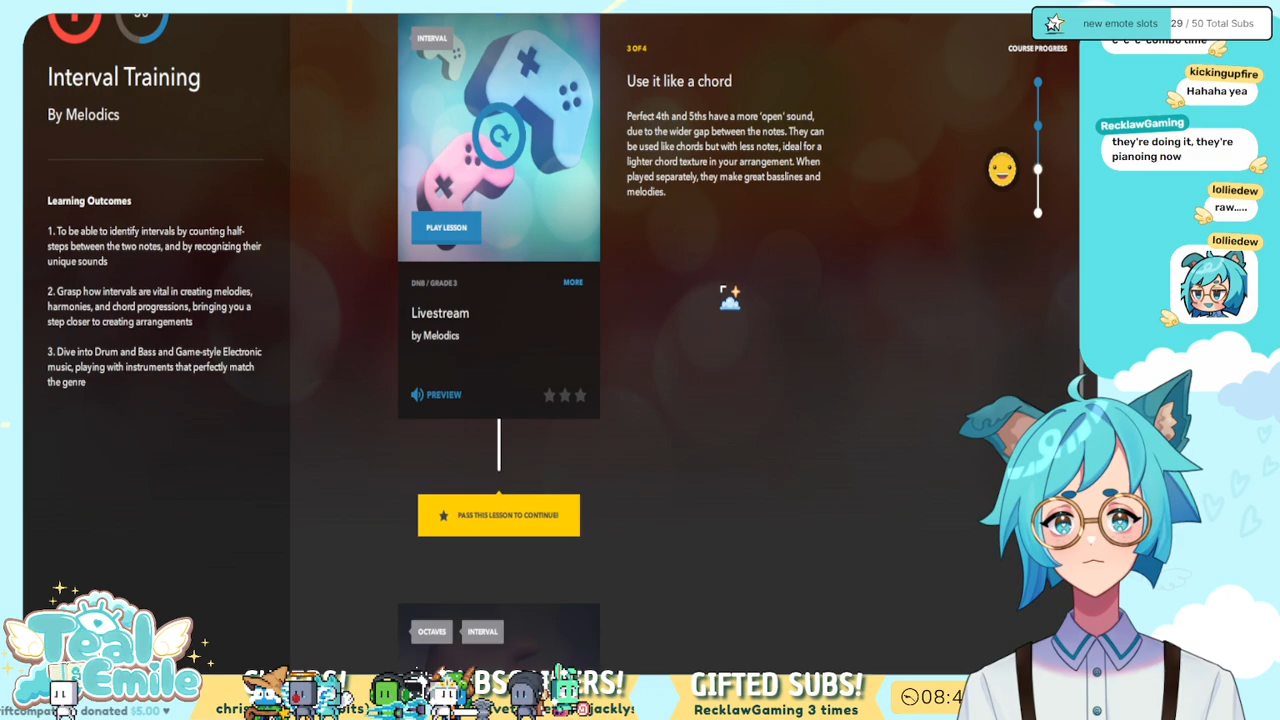 new emote slots
29 / 50 Total Subs
kickingupfire
Hahaha yea
RecklawGaming
they're doing it, they're
pianoing now
lolliedew
raw.....
lolliedew
Interval Training
By Melodics
Learning Outcomes
1. To be able to identify intervals by counting half-
steps between the two notes, and by recognizing their
unique sounds
2. Grasp how intervals are vital in creating melodies,
harmonies, and chord progressions, bringing you a
step closer to creating arrangements
3. Dive into Drum and Bass and Game-style Electronic
music, playing with instruments that perfectly match
the genre
INTERVAL
PLAY LESSON
DNB / GRADE 3
MORE
Livestream
by Melodics
PREVIEW
PASS THIS LESSON TO CONTINUE!
OCTAVES
INTERVAL
3 OF 4
Use it like a chord
Perfect 4th and 5ths have a more 'open' sound,
due to the wider gap between the notes. They can
be used like chords but with less notes, ideal for a
lighter chord texture in your arrangement. When
played separately, they make great basslines and
melodies.
COURSE PROGRESS
Teal
Emile
donated $5.00 ♥
GIFTED SUBS!
RecklawGaming 3 times
08:4